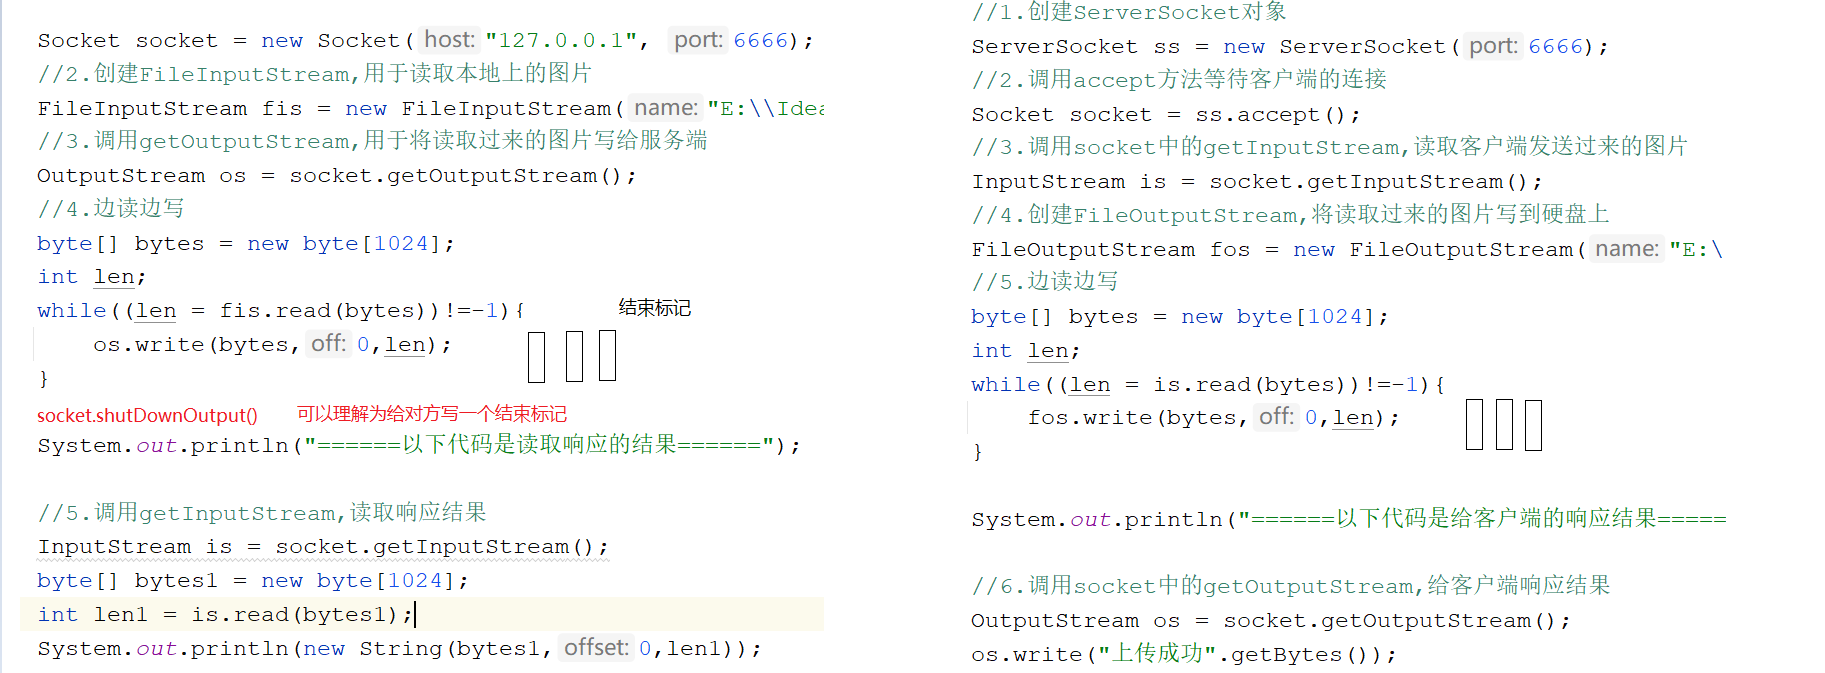 Socket socket = new Socket( host: "127.0.0.1", port: 6666);
//2.创建FileInputStream,用于读取本地上的图片
FileInputStream fis = new FileInputStream( name: "E:\\Idea
//3.调用getOutputStream,用于将读取过来的图片写给服务端
OutputStream os = socket.getOutputStream();
//4.边读边写
byte[] bytes = new byte[1024];
int len;
while((len = fis.read(bytes))!=-1){
结束标记
os.write(bytes, off: 0,len);
}
socket.shutDownOutput() 可以理解为给对方写一个结束标记
System.out.println("======以下代码是读取响应的结果======");
//5.调用getInputStream,读取响应结果
InputStream is = socket.getInputStream();
byte[] bytes1 = new byte[1024];
int len1 = is.read(bytes1);
System.out.println(new String(bytes1, offset: 0,len1));
//1.创建ServerSocket对象
ServerSocket ss = new ServerSocket( port: 6666);
//2.调用accept方法等待客户端的连接
Socket socket = ss.accept();
//3.调用socket中的getInputStream,读取客户端发送过来的图片
InputStream is = socket.getInputStream();
//4.创建FileOutputStream,将读取过来的图片写到硬盘上
FileOutputStream fos = new FileOutputStream( name: "E:\
//5.边读边写
byte[] bytes = new byte[1024];
int len;
while((len = is.read(bytes))!=-1){
fos.write(bytes, off: 0,len);
}
System.out.println("======以下代码是给客户端的响应结果=====
//6.调用socket中的getOutputStream,给客户端响应结果
OutputStream os = socket.getOutputStream();
os.write("上传成功".getBytes());